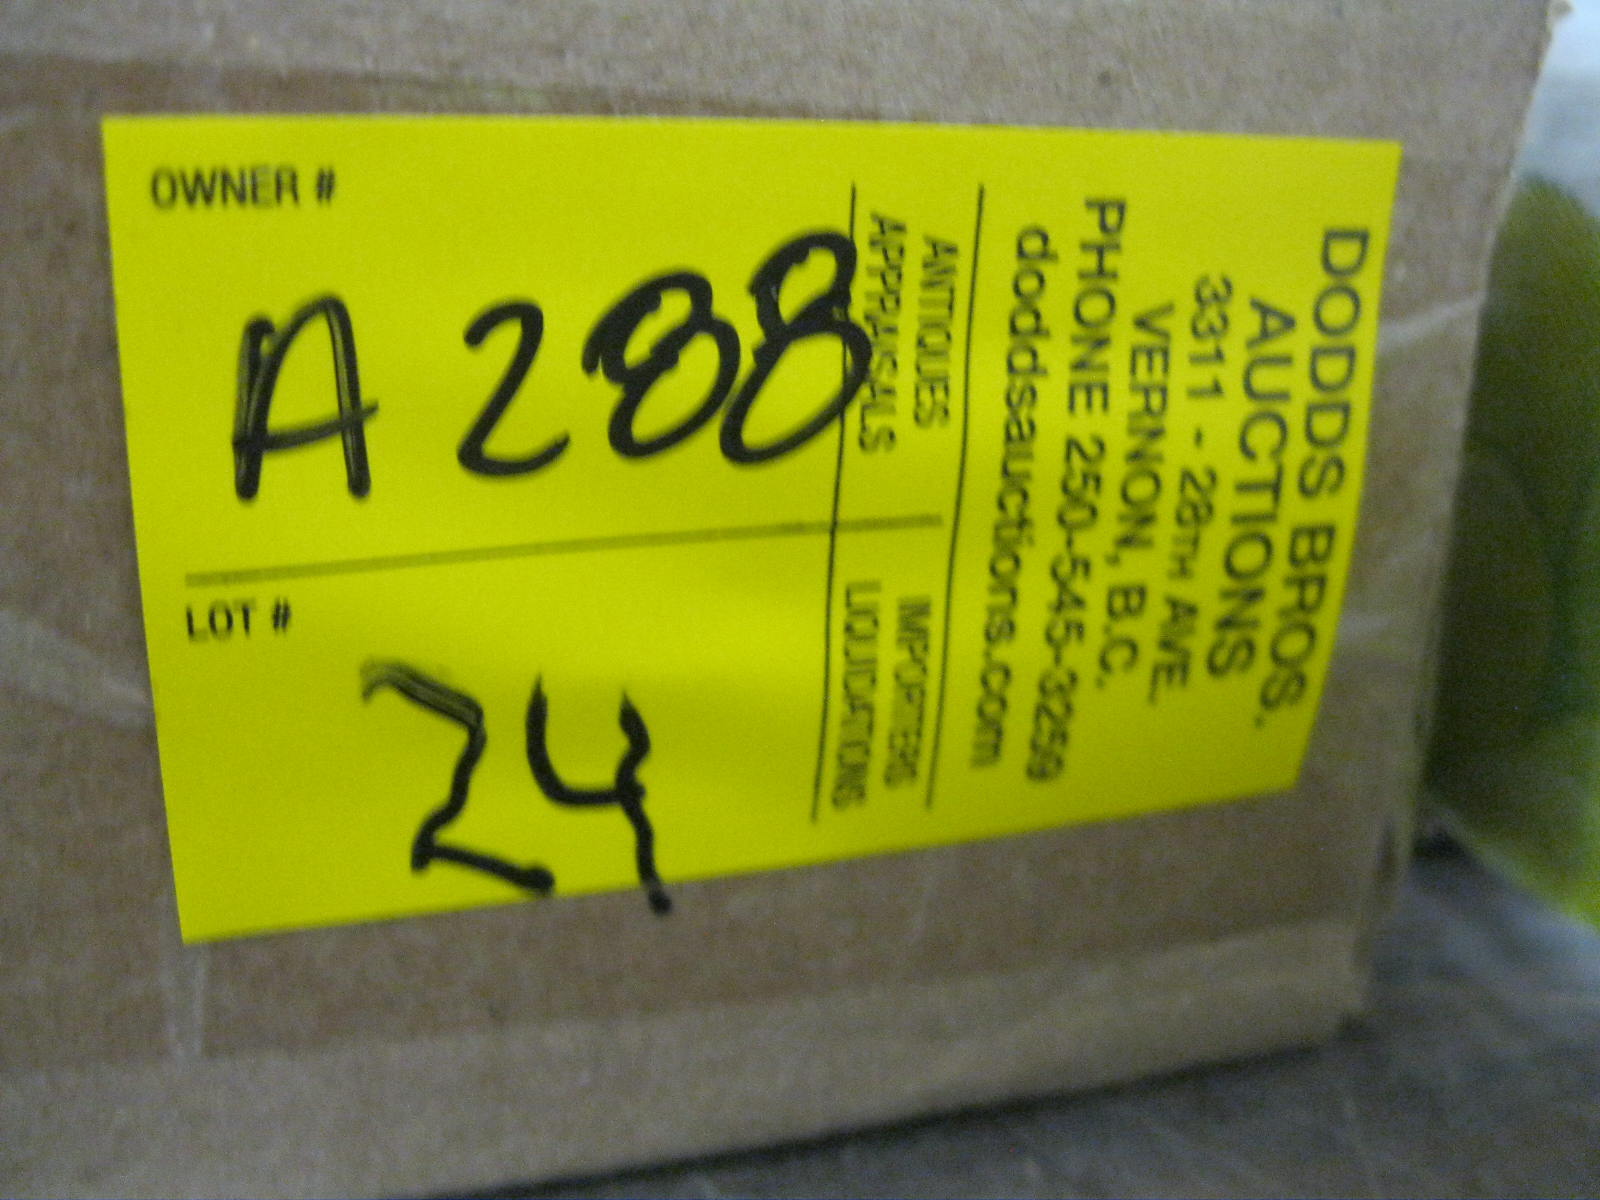 OWNER #
A 288
LOT #
24
DODDS BROS.
AUCTIONS
3311 - 28TH AVE.
VERNON, B.C.
PHONE 250-545-3259
doddsauctions.com
ANTIQUES IMPORTERS
APPRAISALS LIQUIDATIONS